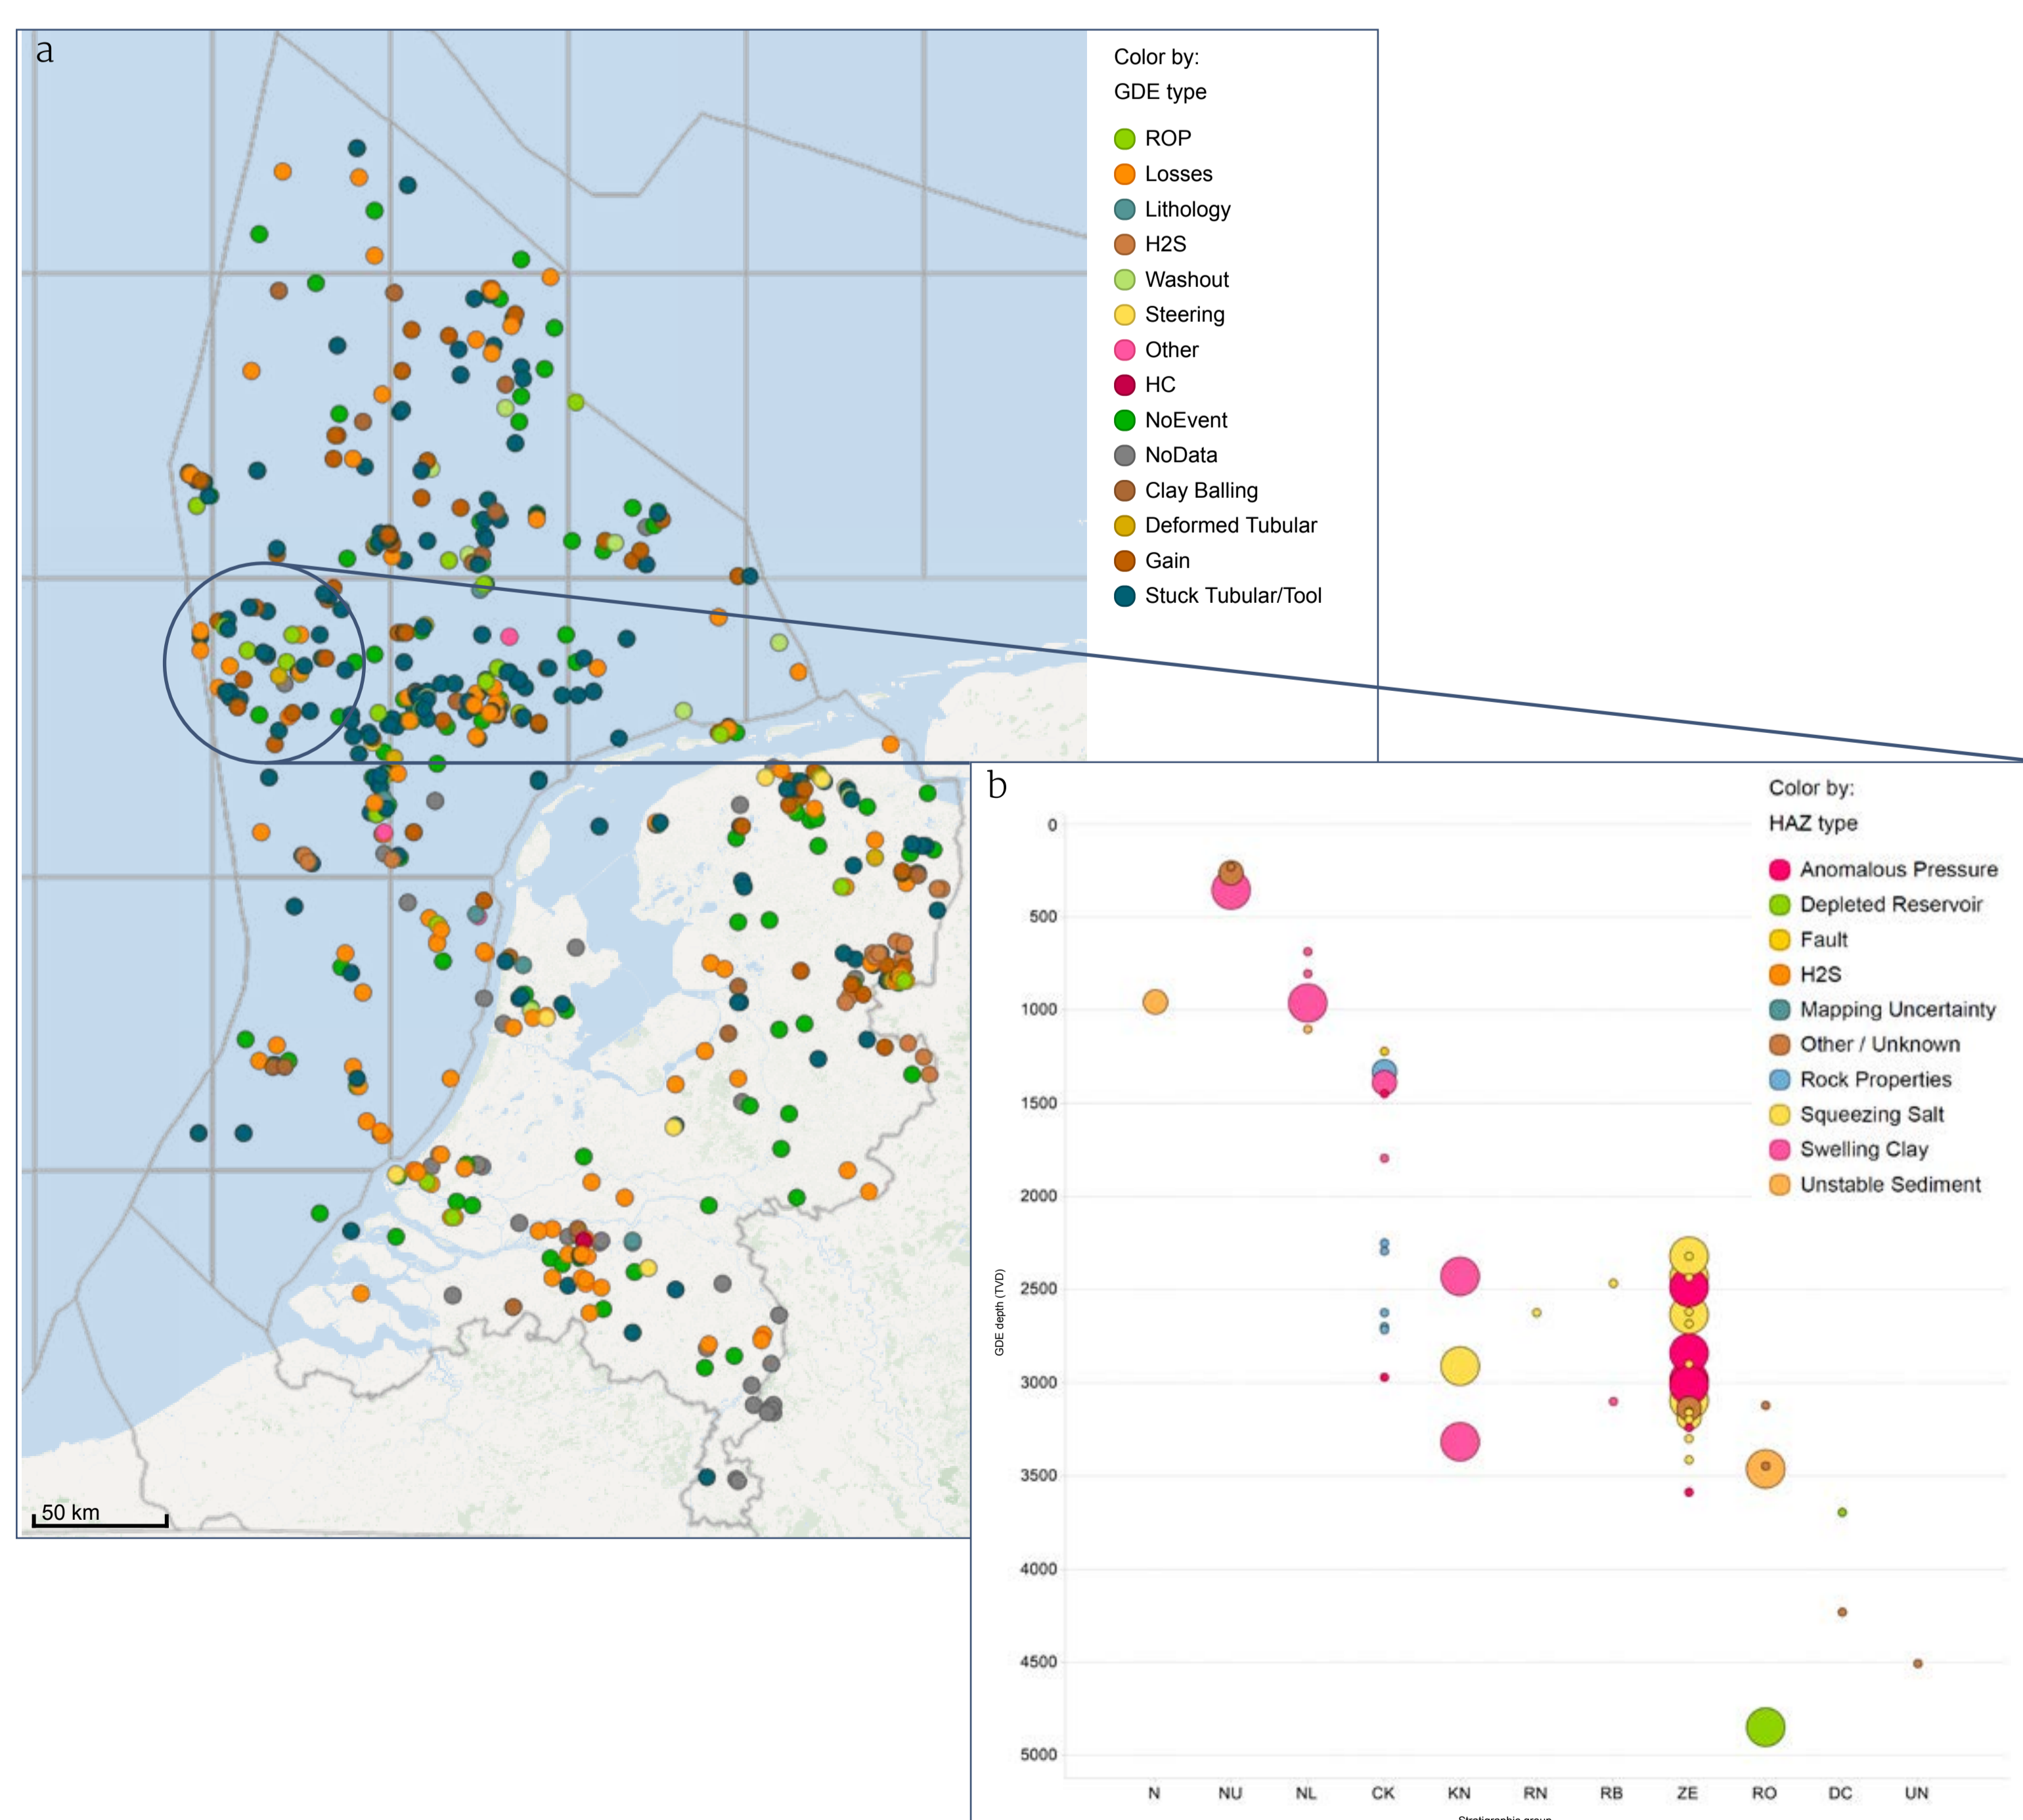 a
Color by:
GDE type
ROP
Losses
Lithology
H2S
Washout
Steering
Other
HC
NoEvent
NoData
Clay Balling
Deformed Tubular
Gain
Stuck Tubular/Tool
50 km
b
Color by:
HAZ type
Anomalous Pressure
Depleted Reservoir
Fault
H2S
Mapping Uncertainty
Other / Unknown
Rock Properties
Squeezing Salt
Swelling Clay
Unstable Sediment
GDE depth (TVD)
0
500
1000
1500
2000
2500
3000
3500
4000
4500
5000
N NU NL CK KN RN RB ZE RO DC UN
Stratigraphic group